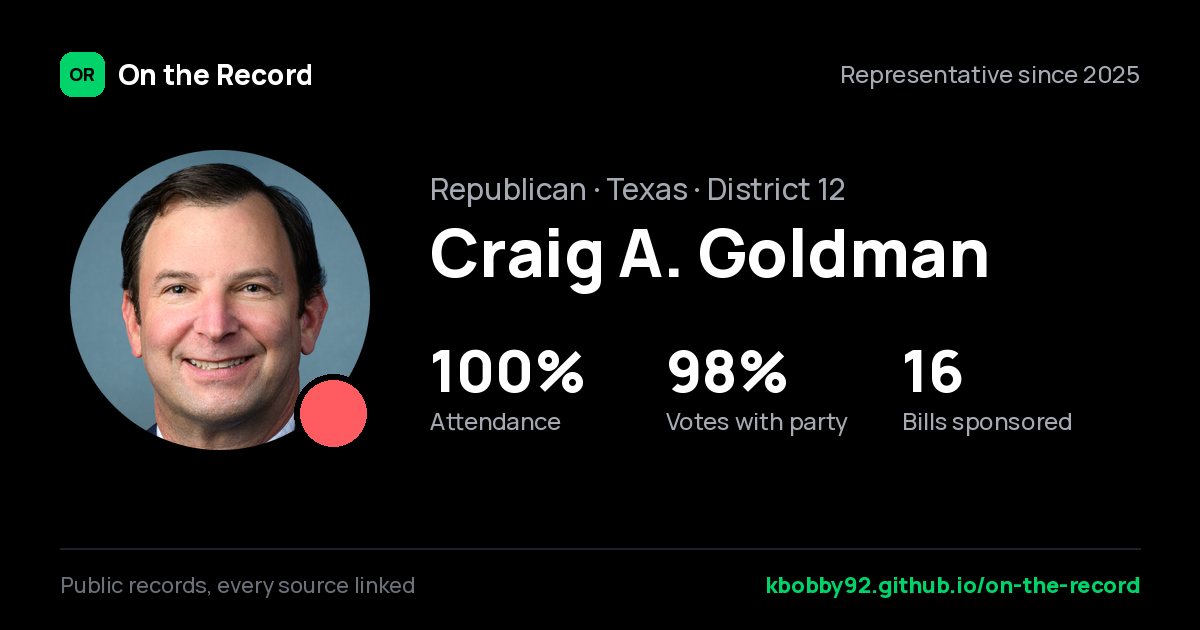 OR On the Record
Representative since 2025
Republican · Texas · District 12
Craig A. Goldman
100% 98% 16
Attendance Votes with party Bills sponsored
Public records, every source linked
kbobby92.github.io/on-the-record